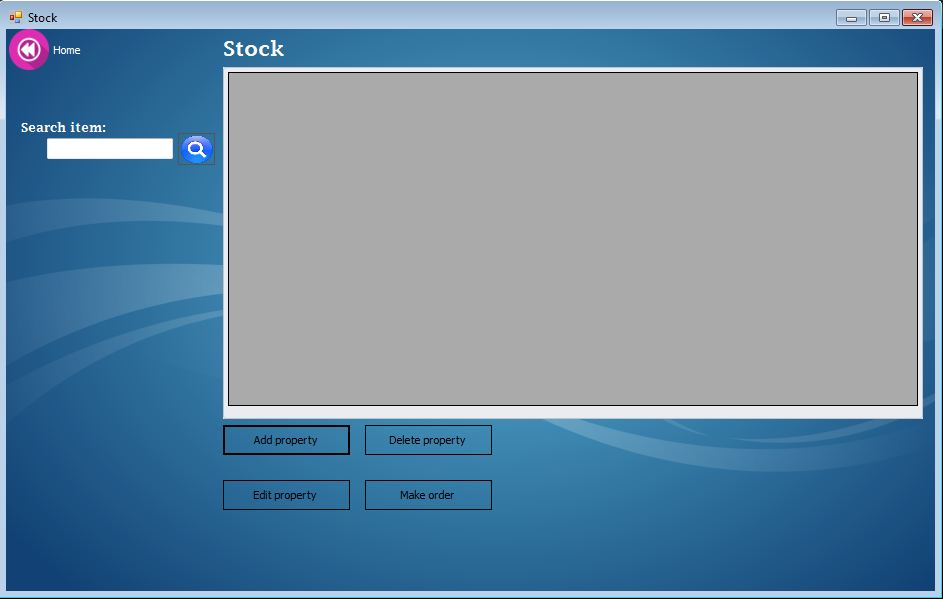 Stock
Home
Stock
Search item:
Add property
Delete property
Edit property
Make order